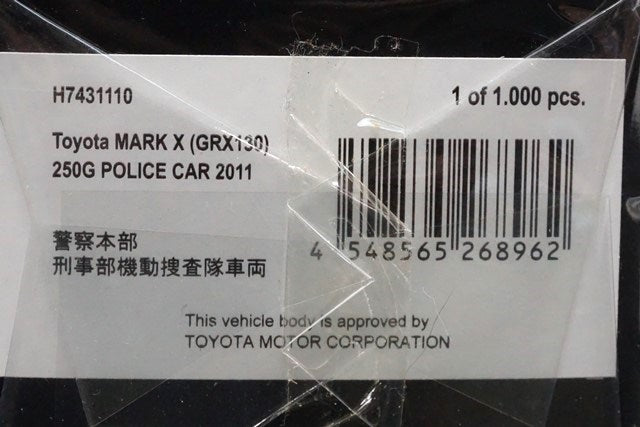 H7431110
1 of 1.000 pcs.
Toyota MARK X (GRX130)
250G POLICE CAR 2011
警察本部
刑事部機動捜査隊車両
4 548565 268962
This vehicle body is approved by
TOYOTA MOTOR CORPORATION